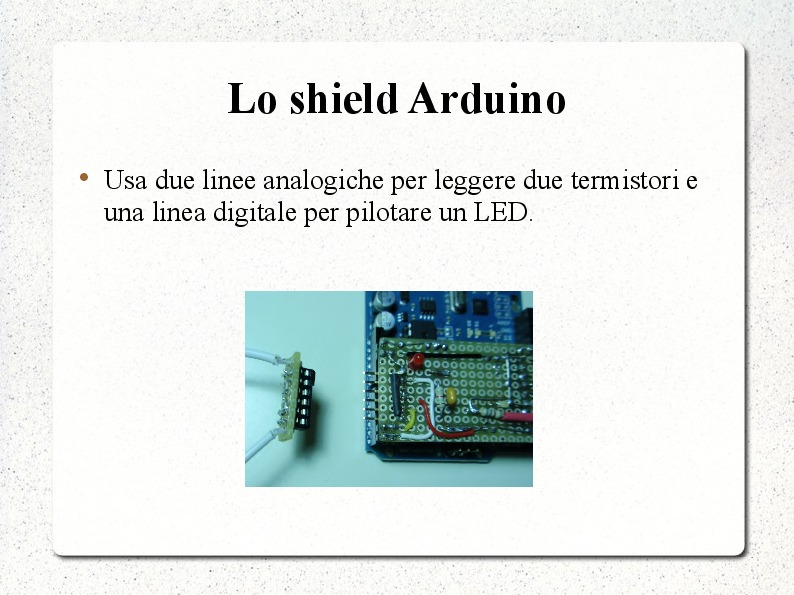 Lo shield Arduino
Usa due linee analogiche per leggere due termistori e
una linea digitale per pilotare un LED.